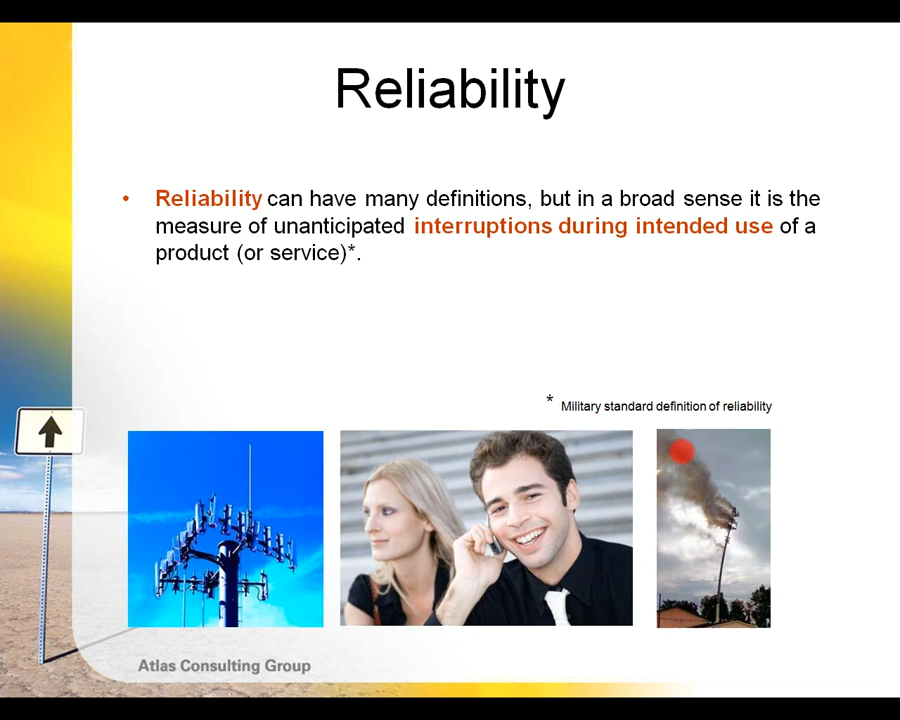 Reliability
• Reliability can have many definitions, but in a broad sense it is the
measure of unanticipated interruptions during intended use of a
product (or service)*.
* Military standard definition of reliability
Atlas Consulting Group